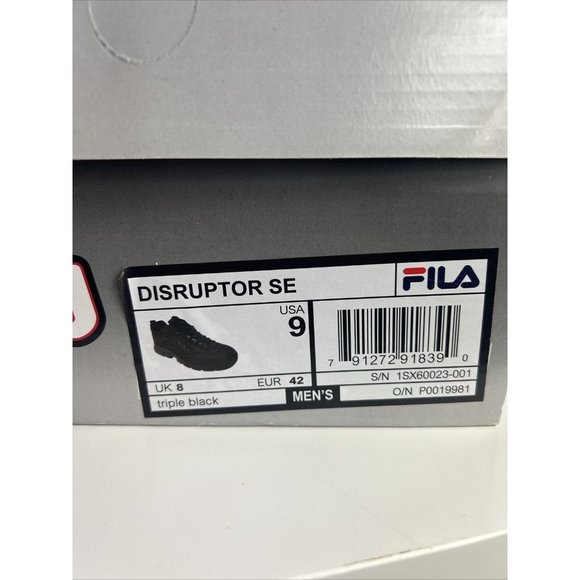 DISRUPTOR SE
FILA
USA
9
UK 8
EUR 42
triple black
MEN'S
7 91272 91839 0
S/N 1SX60023-001
O/N P0019981